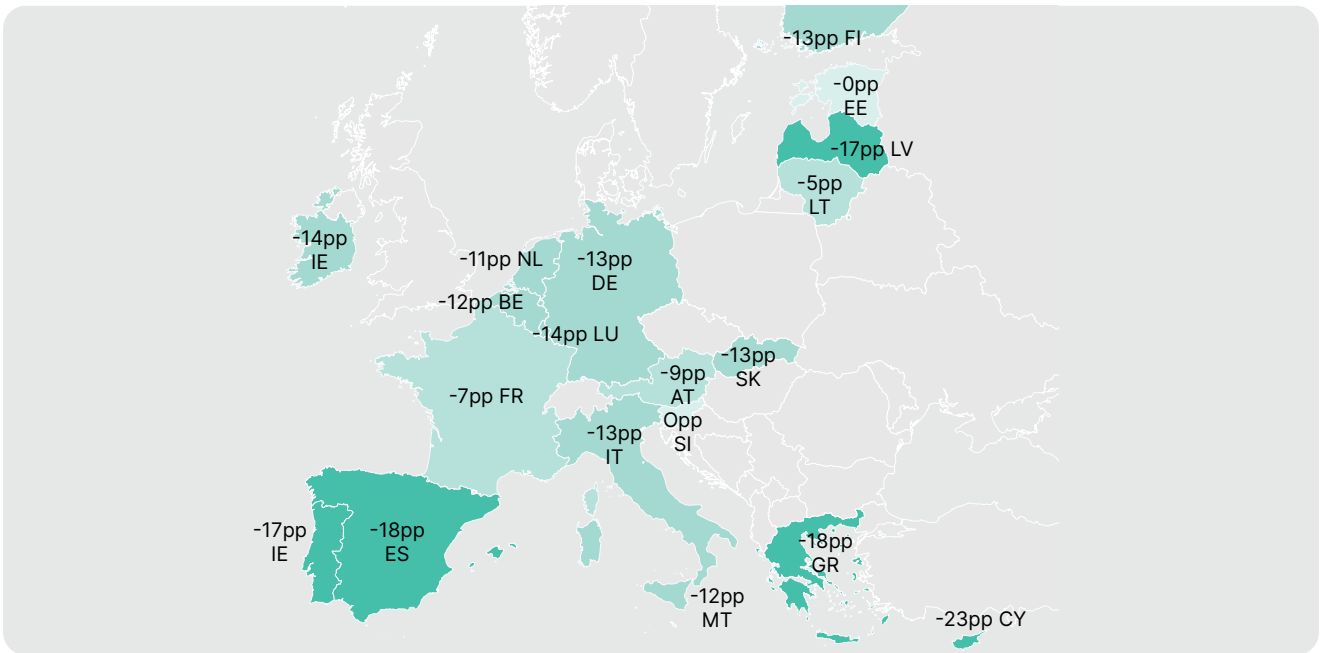 -13pp FI
-0pp
EE
-17pp LV
-5pp
LT
-14pp
IE
-11pp NL
-13pp
DE
-12pp BE
-14pp LU
-13pp
SK
-9pp
AT
-7pp FR
0pp
SI
-13pp
IT
-17pp
IE
-18pp
ES
-18pp
GR
-12pp
MT
-23pp CY